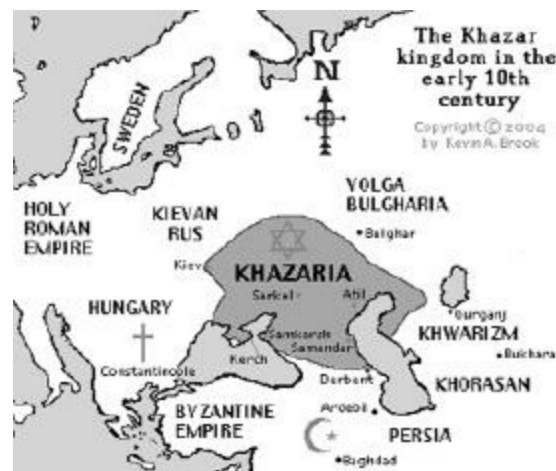 The Khazar
kingdom in the
early 10th
century
Copyright © 2004
by Kevin A. Brook
N
SWEDEN
HOLY
ROMAN
EMPIRE
KIEVAN
RUS
VOLGA
BULGHARIA
Bulghar
Kiev
KHAZARIA
HUNGARY
Sarkel
Atil
Gurganj
KHWARIZM
Samkarsh
Samandar
Bukhara
Kerch
Constantinople
Derbent
KHORASAN
BYZANTINE
EMPIRE
Ardebil
PERSIA
Baghdad